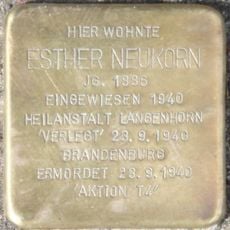 HIER WOHNTE
ESTHER NEUKORN
JG. 1886
EINGEWIESEN 1940
HEILANSTALT LANGENHORN
'VERLEGT' 23.9.1940
BRANDENBURG
ERMORDET 23.9.1940
'AKTION T4'